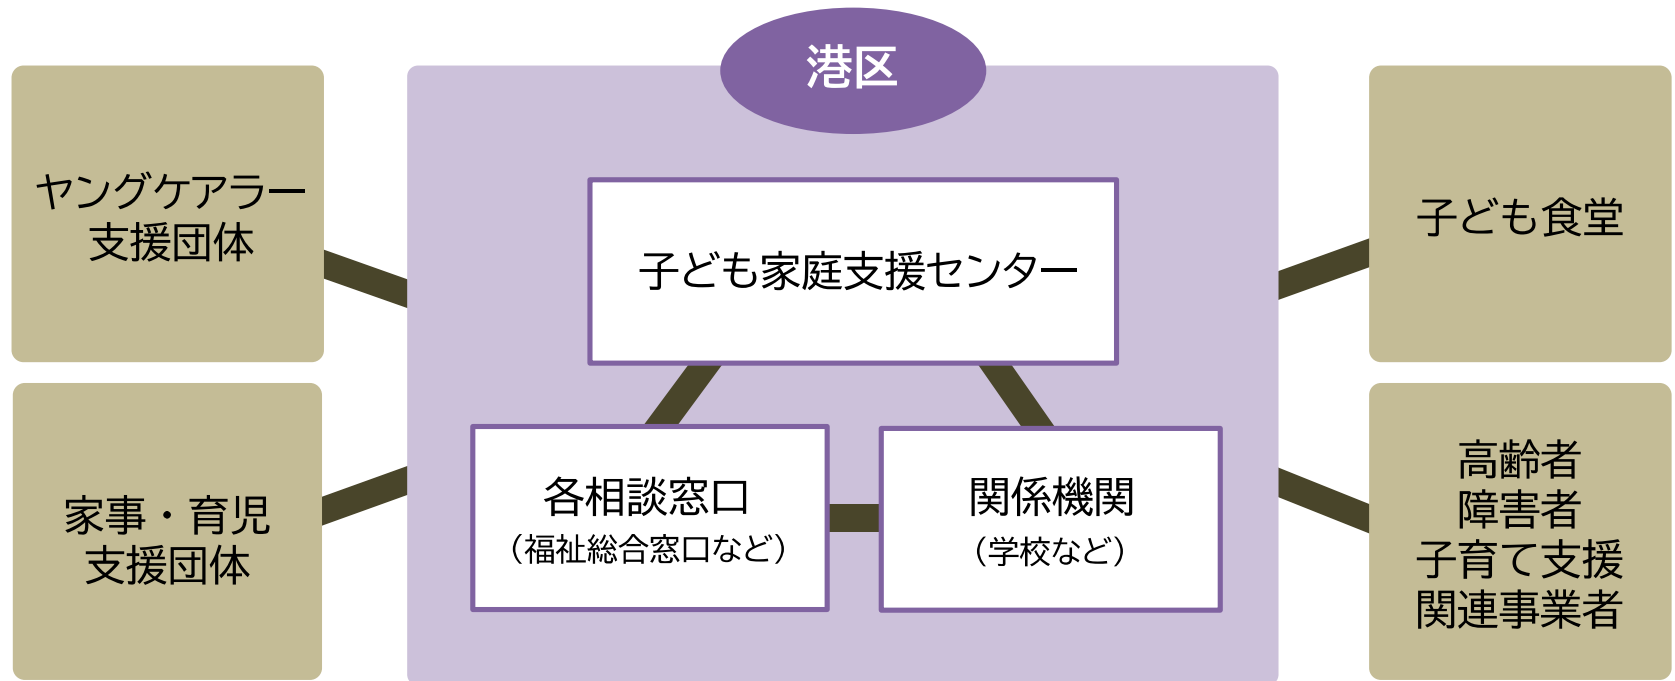 港区
ヤングケアラー
支援団体
子ども食堂
子ども家庭支援センター
家事・育児
支援団体
各相談窓口
（福祉総合窓口など）
関係機関
（学校など）
高齢者
障害者
子育て支援
関連事業者